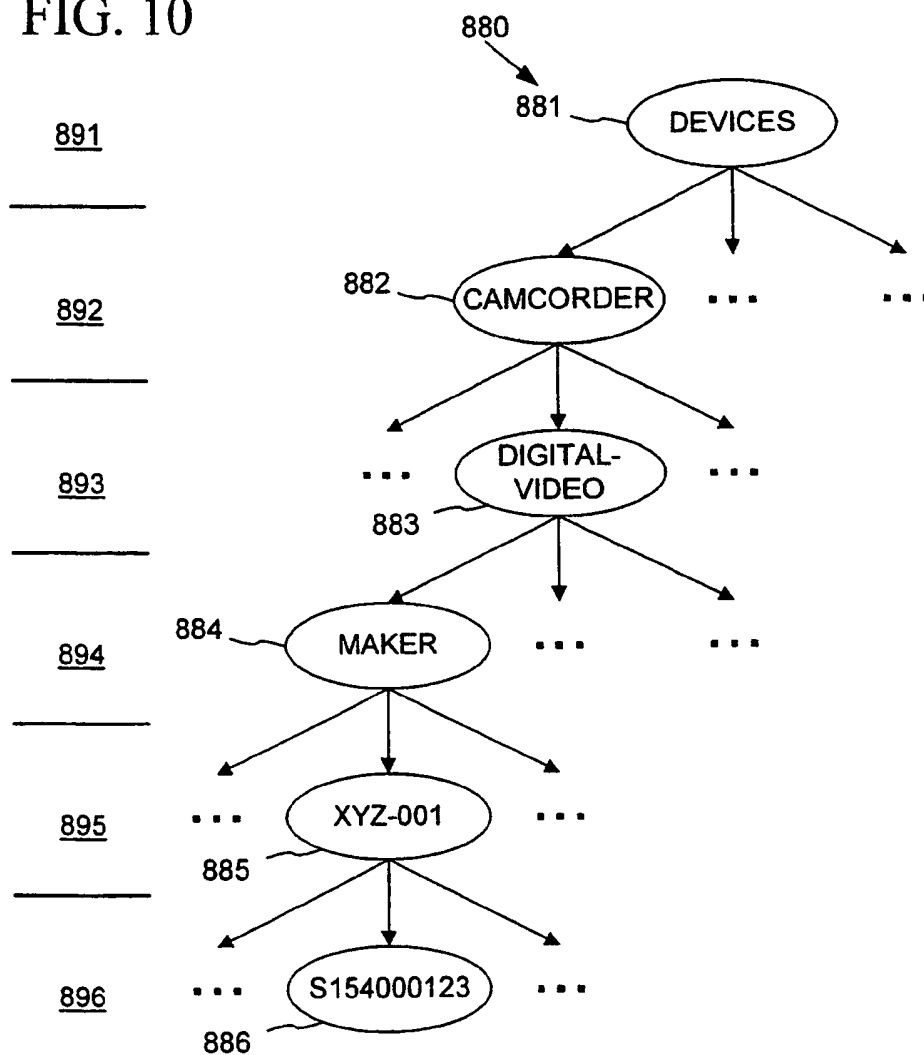 FIG. 10
880
881
DEVICES
891
882
CAMCORDER
... ...
892
...
DIGITAL-
VIDEO
...
893
883
884
MAKER
... ...
894
...
XYZ-001
...
895
885
...
S154000123
...
896
886